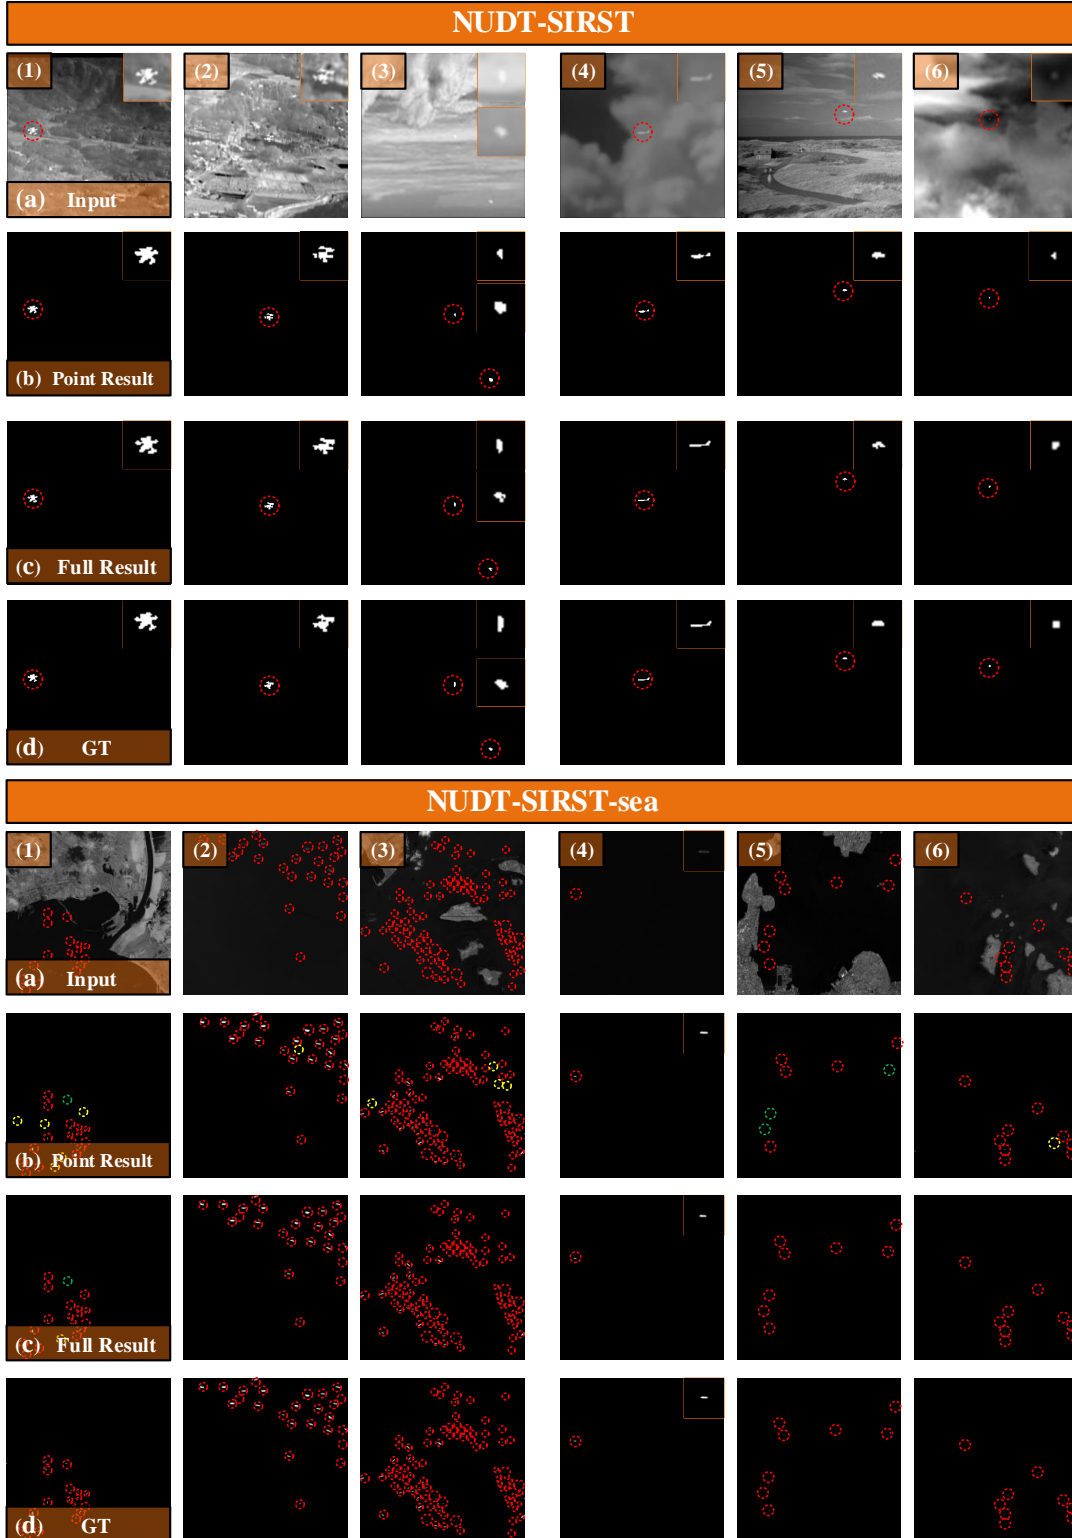 NUDT-SIRST
(1) (2) (3) (4) (5) (6)
(a) Input
(b) Point Result
(c) Full Result
(d) GT
NUDT-SIRST-sea
(1) (2) (3) (4) (5) (6)
(a) Input
(b) Point Result
(c) Full Result
(d) GT